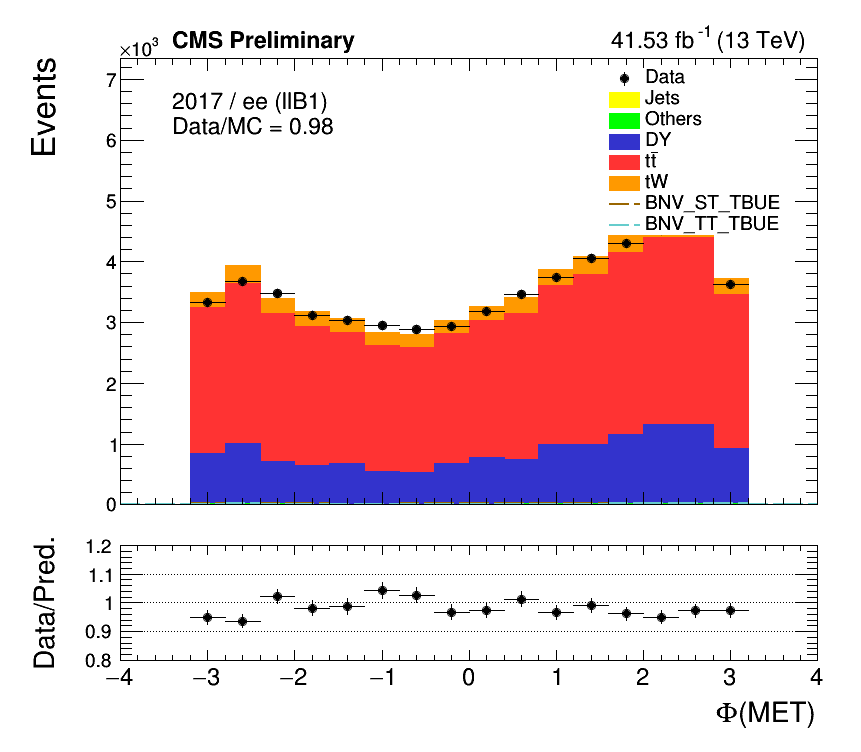 ×10³ CMS Preliminary 41.53 fb⁻¹ (13 TeV)
Events
2017 / ee (IIB1)
Data/MC = 0.98
Data
Jets
Others
DY
tt̄
tW
BNV_ST_TBUE
BNV_TT_TBUE
7
6
5
4
3
2
1
0
Data/Pred.
1.2
1.1
1
0.9
0.8
−4 −3 −2 −1 0 1 2 3 4
Φ(MET)